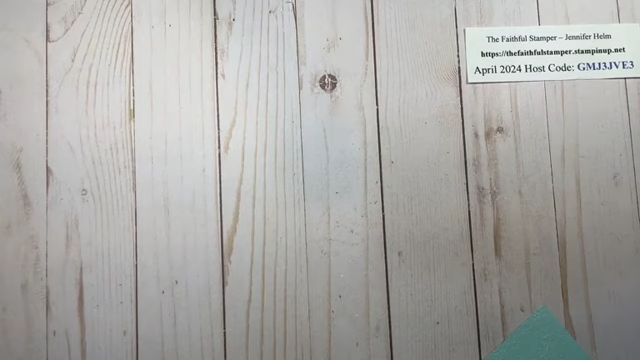 The Faithful Stamper – Jennifer Helm
https://thefaithfulstamper.stampinup.net
April 2024 Host Code: GMJ3JVE3